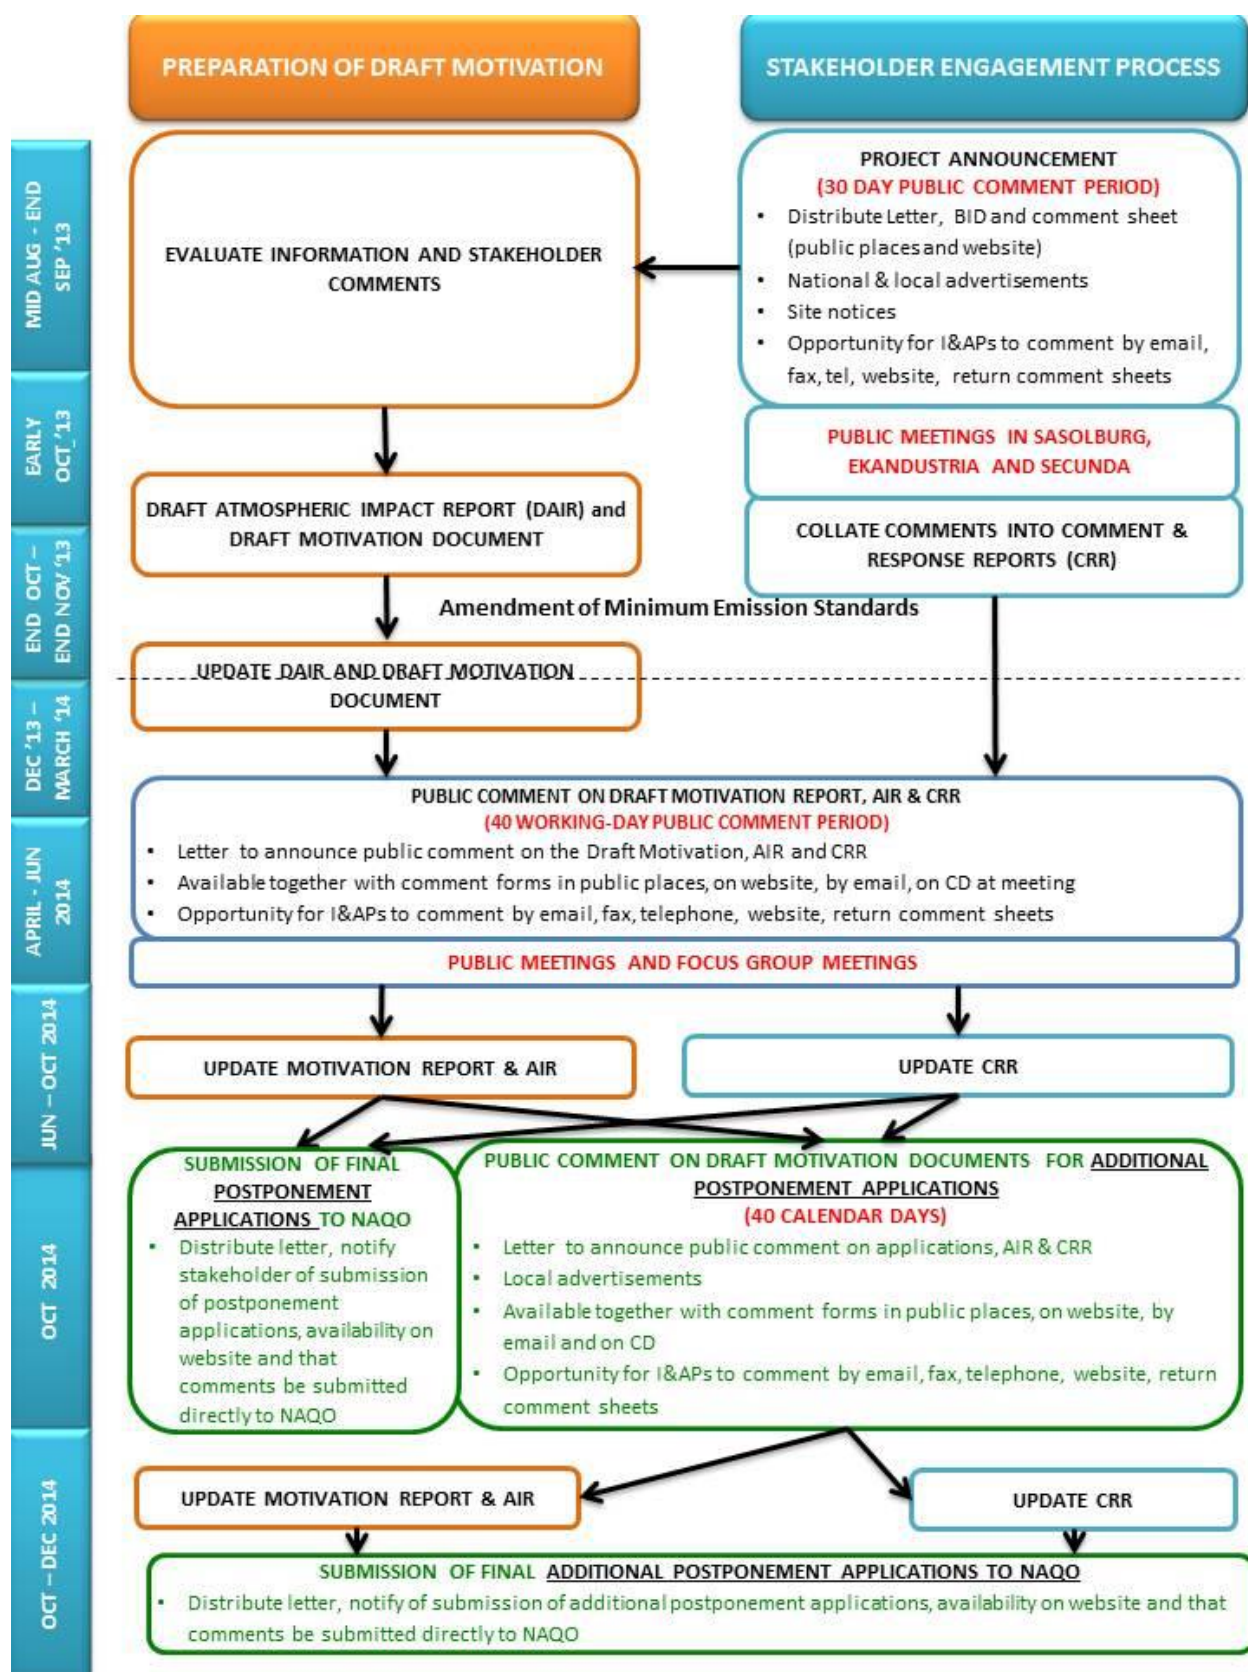 PREPARATION OF DRAFT MOTIVATION
STAKEHOLDER ENGAGEMENT PROCESS
MID AUG - END
SEP '13
EVALUATE INFORMATION AND STAKEHOLDER
COMMENTS
PROJECT ANNOUNCEMENT
(30 DAY PUBLIC COMMENT PERIOD)
• Distribute Letter, BID and comment sheet
(public places and website)
• National & local advertisements
• Site notices
• Opportunity for I&APs to comment by email,
fax, tel, website, return comment sheets
EARLY
OCT_'13
PUBLIC MEETINGS IN SASOLBURG,
EKANDUSTRIA AND SECUNDA
DRAFT ATMOSPHERIC IMPACT REPORT (DAIR) and
DRAFT MOTIVATION DOCUMENT
COLLATE COMMENTS INTO COMMENT &
RESPONSE REPORTS (CRR)
END OCT –
END NOV '13
Amendment of Minimum Emission Standards
UPDATE DAIR AND DRAFT MOTIVATION
DOCUMENT
DEC '13 –
MARCH '14
PUBLIC COMMENT ON DRAFT MOTIVATION REPORT, AIR & CRR
(40 WORKING-DAY PUBLIC COMMENT PERIOD)
• Letter to announce public comment on the Draft Motivation, AIR and CRR
• Available together with comment forms in public places, on website, by email, on CD at meeting
• Opportunity for I&APs to comment by email, fax, telephone, website, return comment sheets
APRIL - JUN
2014
PUBLIC MEETINGS AND FOCUS GROUP MEETINGS
JUN – OCT 2014
UPDATE MOTIVATION REPORT & AIR
UPDATE CRR
OCT 2014
SUBMISSION OF FINAL
POSTPONEMENT
APPLICATIONS TO NAQO
• Distribute letter, notify
stakeholder of submission
of postponement
applications, availability on
website and that
comments be submitted
directly to NAQO
PUBLIC COMMENT ON DRAFT MOTIVATION DOCUMENTS FOR ADDITIONAL
POSTPONEMENT APPLICATIONS
(40 CALENDAR DAYS)
• Letter to announce public comment on applications, AIR & CRR
• Local advertisements
• Available together with comment forms in public places, on website, by
email and on CD
• Opportunity for I&APs to comment by email, fax, telephone, website, return
comment sheets
OCT – DEC 2014
UPDATE MOTIVATION REPORT & AIR
UPDATE CRR
SUBMISSION OF FINAL ADDITIONAL POSTPONEMENT APPLICATIONS TO NAQO
• Distribute letter, notify of submission of additional postponement applications, availability on website and that
comments be submitted directly to NAQO